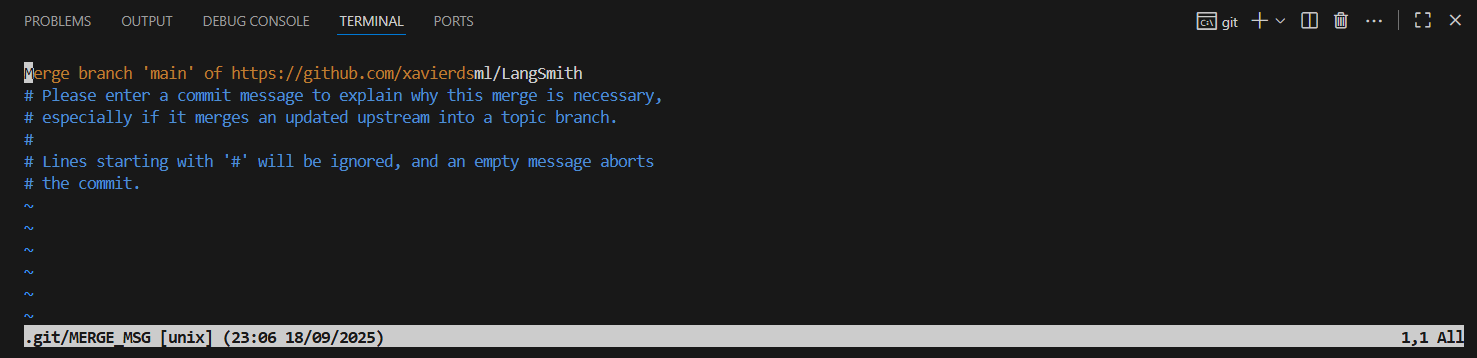 PROBLEMS OUTPUT DEBUG CONSOLE TERMINAL PORTS git
Merge branch 'main' of https://github.com/xavierdsml/LangSmith
# Please enter a commit message to explain why this merge is necessary,
# especially if it merges an updated upstream into a topic branch.
#
# Lines starting with '#' will be ignored, and an empty message aborts
# the commit.
~
~
~
~
~
~
.git/MERGE_MSG [unix] (23:06 18/09/2025) 1,1 All